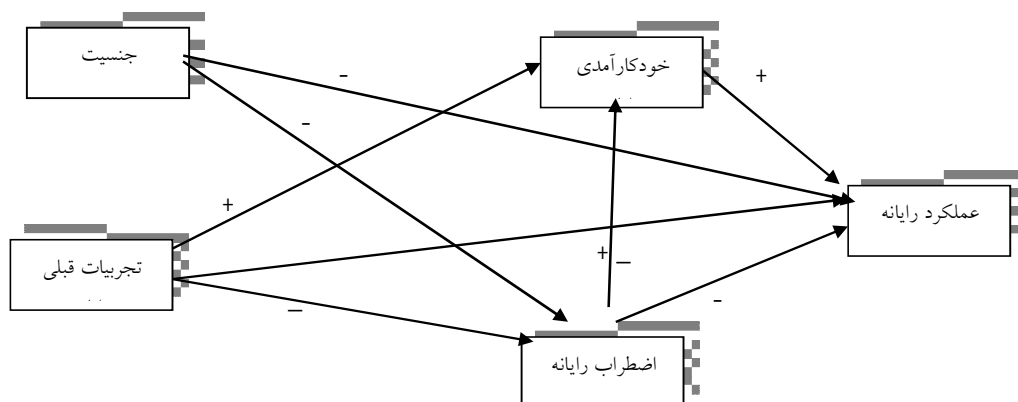 جنسیت
خودکارآمدی
+
-
-
+
عملکرد رایانه
تجربیات قبلی
+
–
-
–
اضطراب رایانه